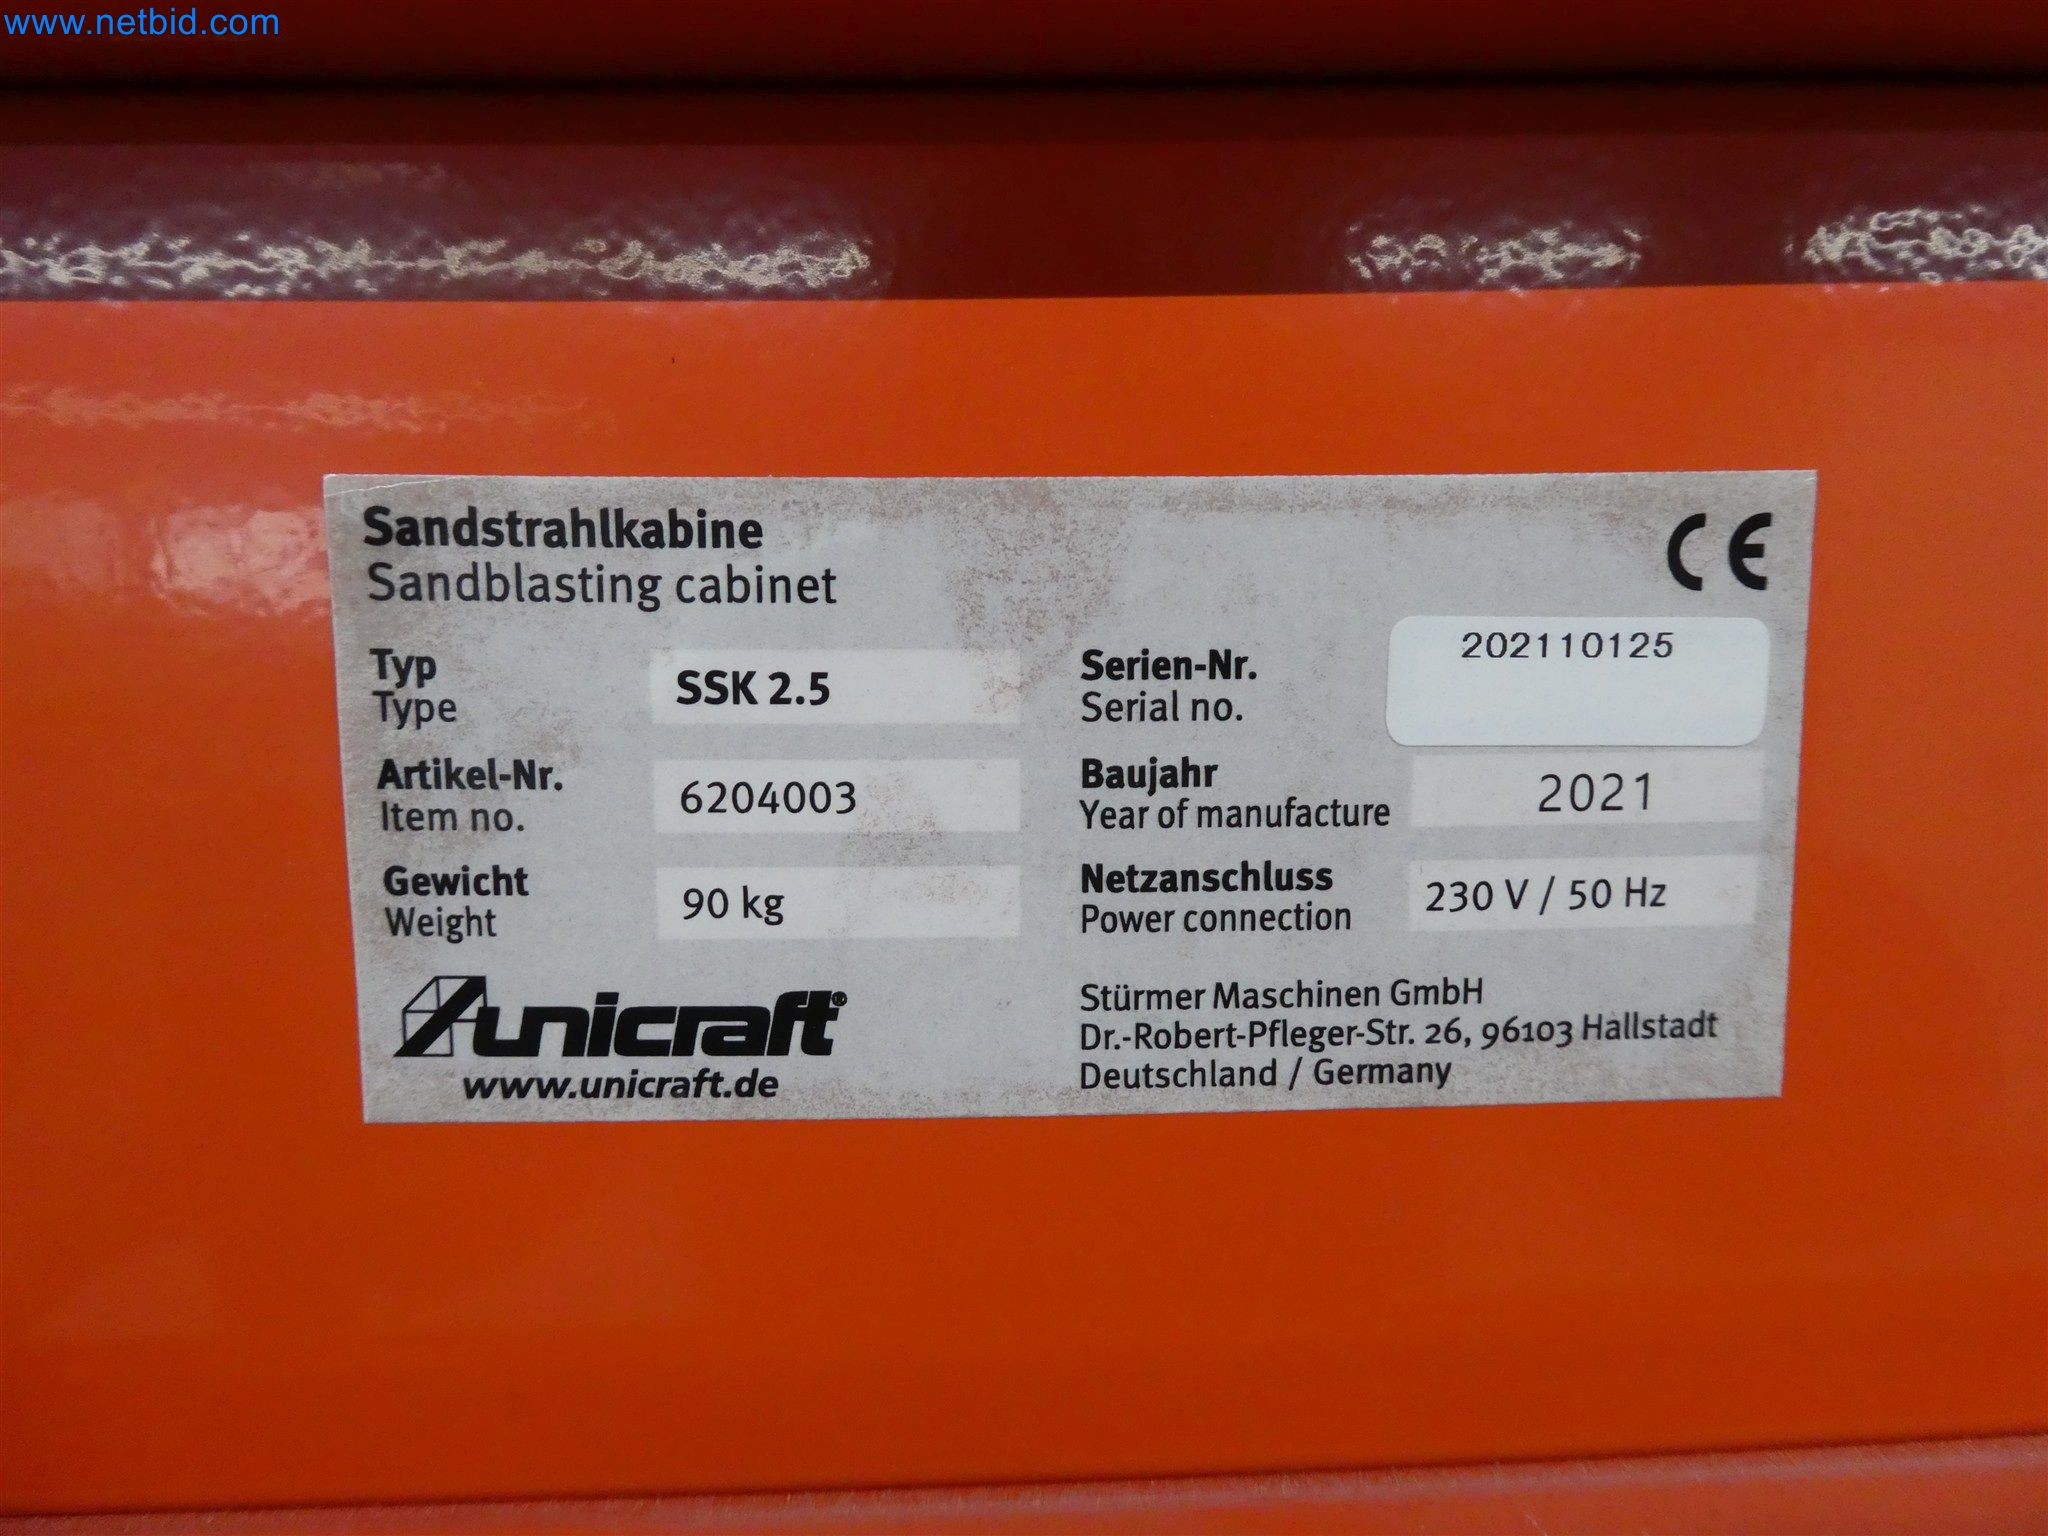 www.netbid.com
Sandstrahlkabine
Sandblasting cabinet
CE
Typ
Type
SSK 2.5
Serien-Nr.
Serial no.
202110125
Artikel-Nr.
Item no.
6204003
Baujahr
Year of manufacture
2021
Gewicht
Weight
90 kg
Netzanschluss
Power connection
230 V / 50 Hz
unicraft®
www.unicraft.de
Stürmer Maschinen GmbH
Dr.-Robert-Pfleger-Str. 26, 96103 Hallstadt
Deutschland / Germany